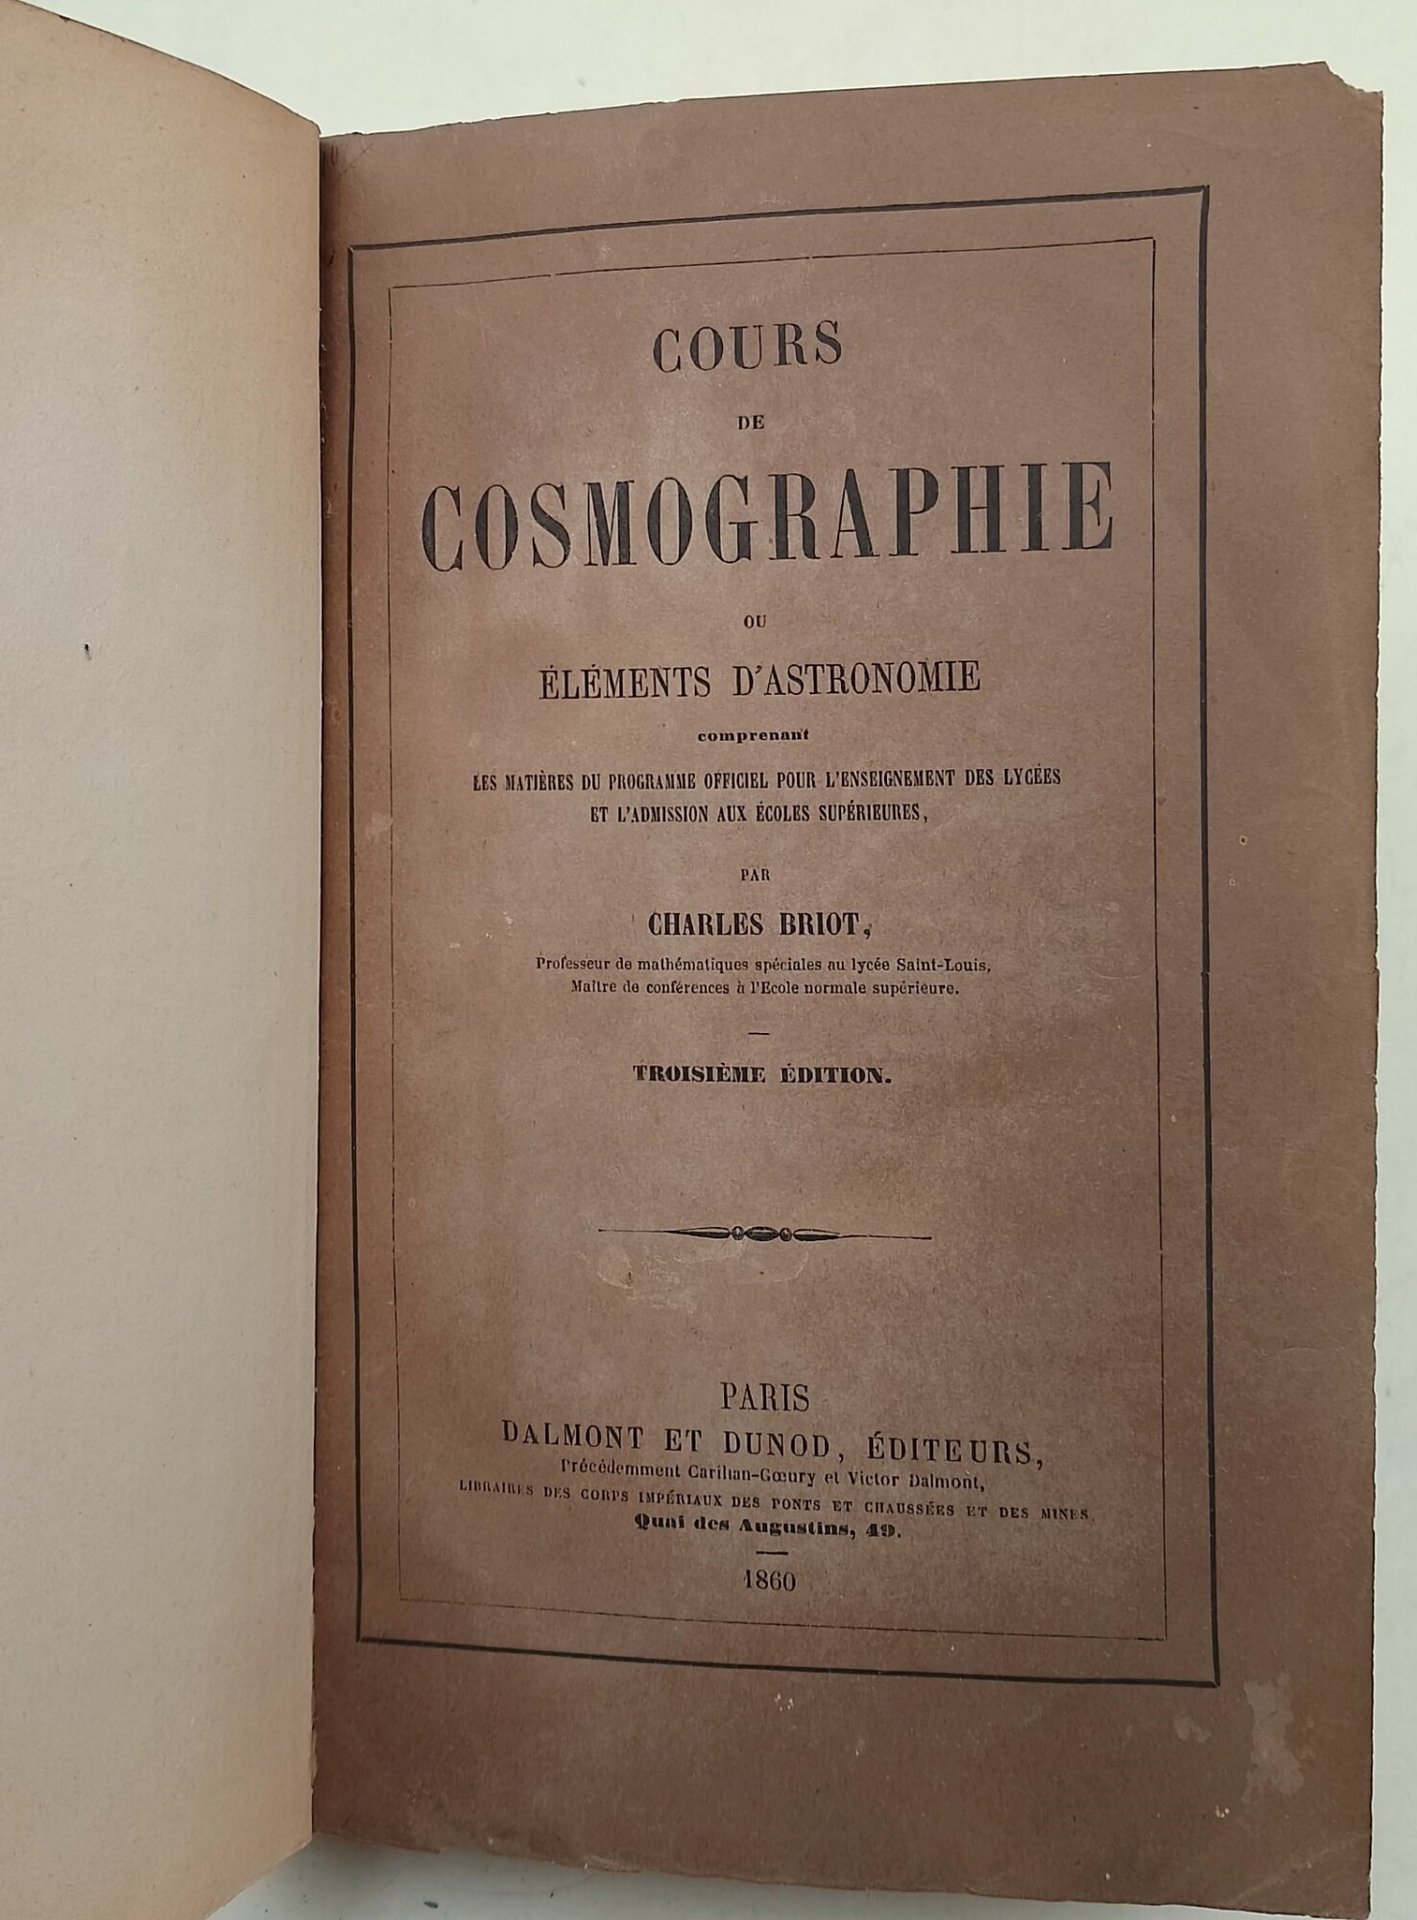 COURS
DE
COSMOGRAPHIE
OU
ÉLÉMENTS D'ASTRONOMIE
comprenant
LES MATIÈRES DU PROGRAMME OFFICIEL POUR L'ENSEIGNEMENT DES LYCÉES
ET L'ADMISSION AUX ÉCOLES SUPÉRIEURES,
PAR
CHARLES BRIOT,
Professeur de mathématiques spéciales au lycée Saint-Louis,
Maître de conférences à l'Ecole normale supérieure.
TROISIÈME ÉDITION.
PARIS
DALMONT ET DUNOD, ÉDITEURS,
Précédemment Carilian-Gœury et Victor Dalmont,
LIBRAIRES DES CORPS IMPÉRIAUX DES PONTS ET CHAUSSÉES ET DES MINES.
Quai des Augustins, 49.
1860